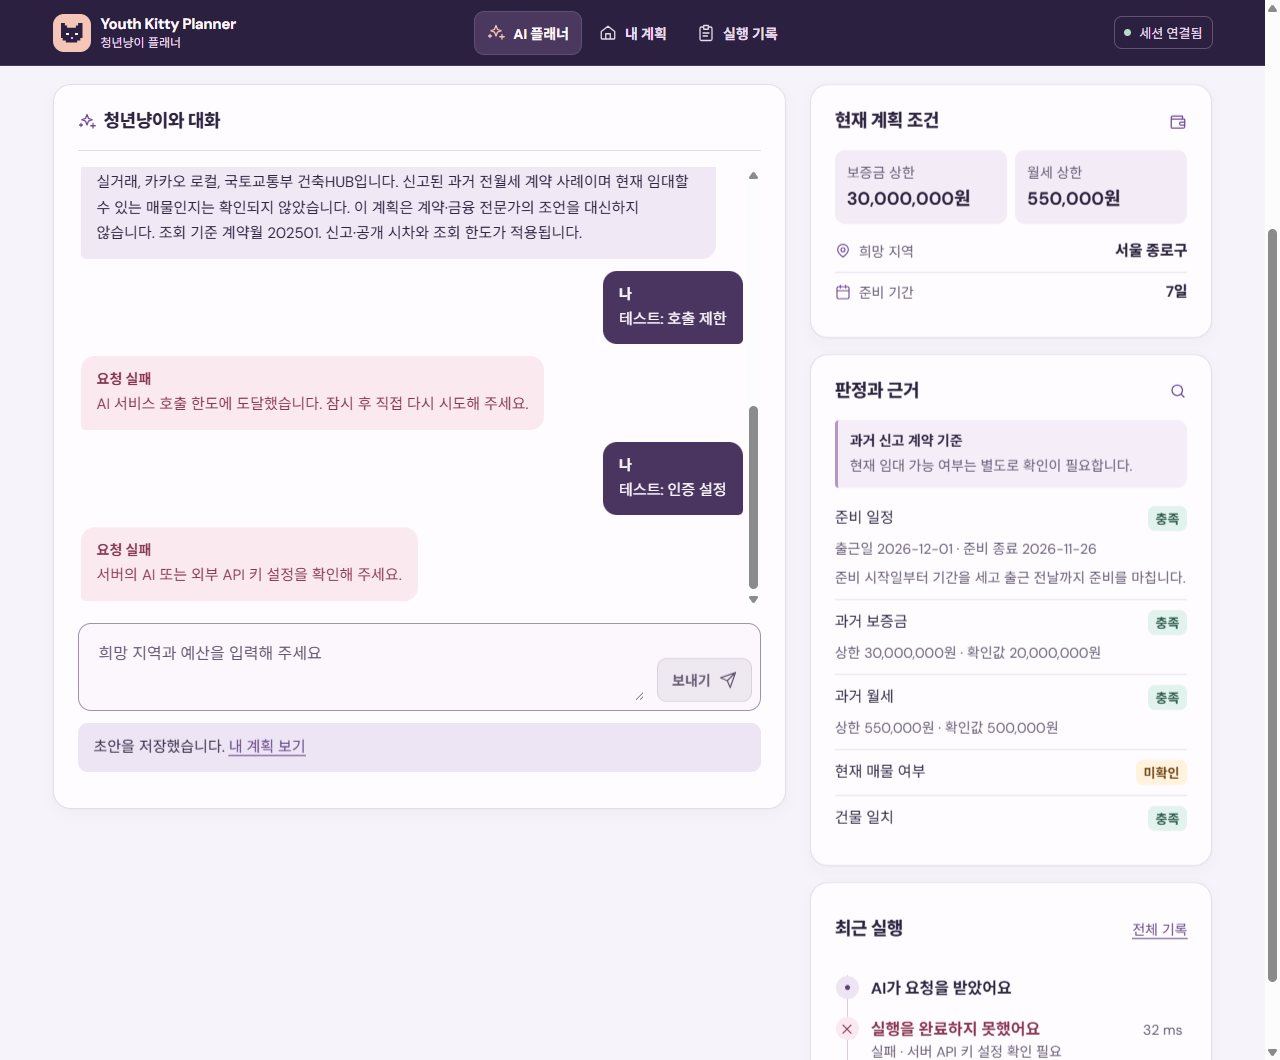 Youth Kitty Planner
청년냥이 플래너
AI 플래너
내 계획
실행 기록
세션 연결됨
청년냥이와 대화
실거래, 카카오 로컬, 국토교통부 건축HUB입니다. 신고된 과거 전월세 계약 사례이며 현재 임대할
수 있는 매물인지는 확인되지 않았습니다. 이 계획은 계약·금융 전문가의 조언을 대신하지
않습니다. 조회 기준 계약월 202501. 신고·공개 시차와 조회 한도가 적용됩니다.
나
테스트: 호출 제한
요청 실패
AI 서비스 호출 한도에 도달했습니다. 잠시 후 직접 다시 시도해 주세요.
나
테스트: 인증 설정
요청 실패
서버의 AI 또는 외부 API 키 설정을 확인해 주세요.
희망 지역과 예산을 입력해 주세요
보내기
초안을 저장했습니다. 내 계획 보기
현재 계획 조건
보증금 상한
30,000,000원
월세 상한
550,000원
희망 지역
서울 종로구
준비 기간
7일
판정과 근거
과거 신고 계약 기준
현재 임대 가능 여부는 별도로 확인이 필요합니다.
준비 일정
충족
출근일 2026-12-01 · 준비 종료 2026-11-26
준비 시작일부터 기간을 세고 출근 전날까지 준비를 마칩니다.
과거 보증금
충족
상한 30,000,000원 · 확인값 20,000,000원
과거 월세
충족
상한 550,000원 · 확인값 500,000원
현재 매물 여부
미확인
건물 일치
충족
최근 실행
전체 기록
AI가 요청을 받았어요
실행을 완료하지 못했어요
32 ms
실패 · 서버 API 키 설정 확인 필요